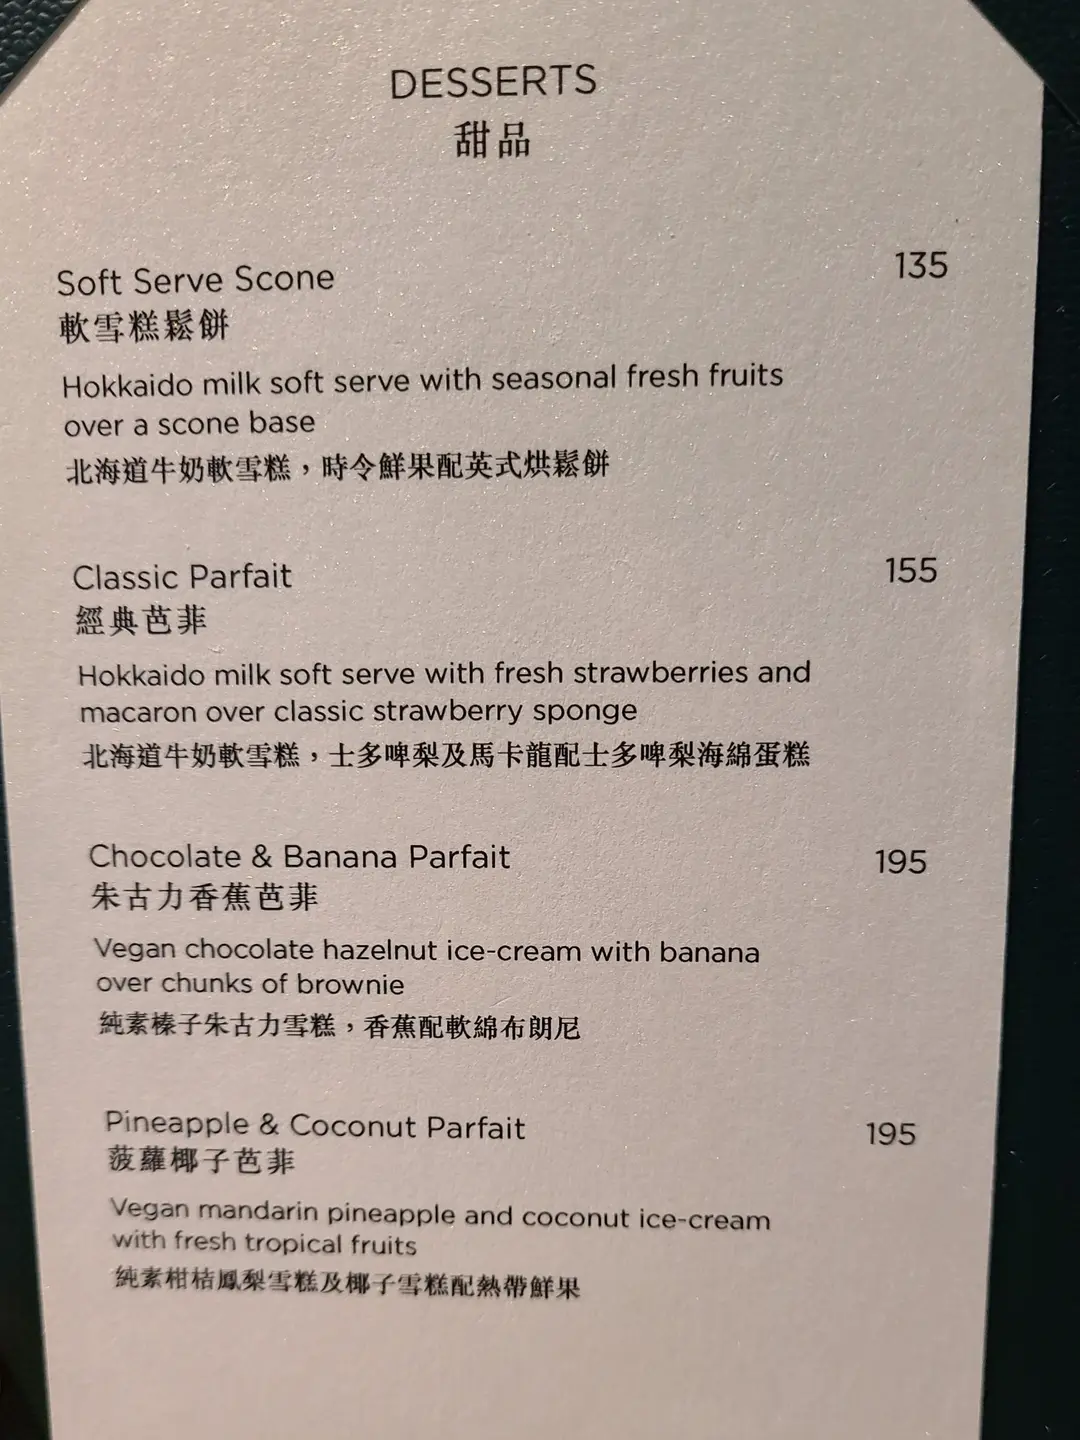 DESSERTS
甜品
Soft Serve Scone 135
軟雪糕鬆餅
Hokkaido milk soft serve with seasonal fresh fruits
over a scone base
北海道牛奶軟雪糕，時令鮮果配英式烘鬆餅
Classic Parfait 155
經典芭菲
Hokkaido milk soft serve with fresh strawberries and
macaron over classic strawberry sponge
北海道牛奶軟雪糕，士多啤梨及馬卡龍配士多啤梨海綿蛋糕
Chocolate & Banana Parfait 195
朱古力香蕉芭菲
Vegan chocolate hazelnut ice-cream with banana
over chunks of brownie
純素榛子朱古力雪糕，香蕉配軟綿布朗尼
Pineapple & Coconut Parfait 195
菠蘿椰子芭菲
Vegan mandarin pineapple and coconut ice-cream
with fresh tropical fruits
純素柑桔鳳梨雪糕及椰子雪糕配熱帶鮮果